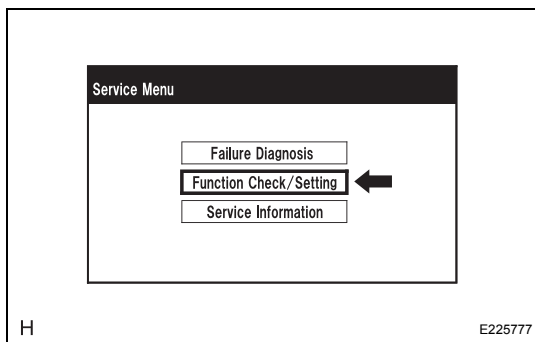 Service Menu
Failure Diagnosis
Function Check/Setting
Service Information
H
E225777